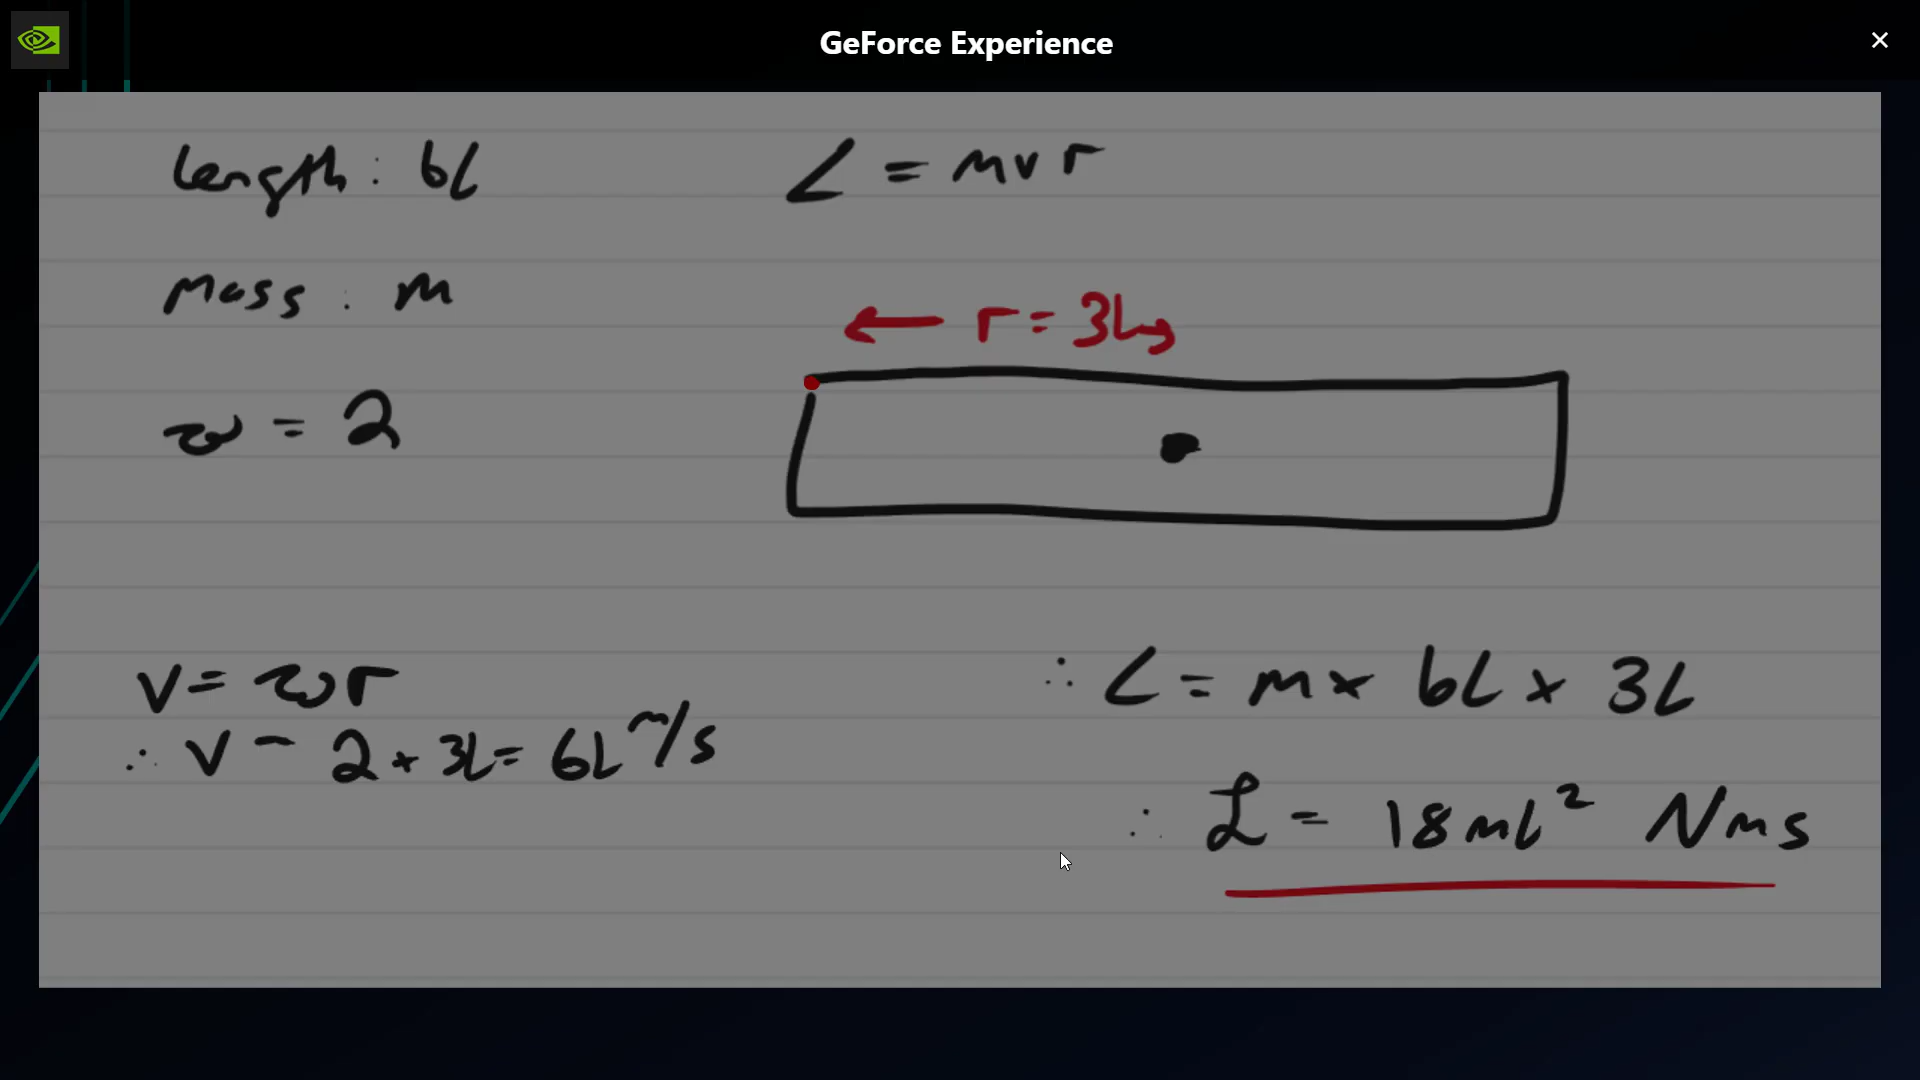 GeForce Experience
Length : 6L
L = mvr
Mass : m
r = 3L
ω = 2
v = ωr
∴ v = 2 × 3L = 6L m/s
∴ L = m × 6L × 3L
∴ L = 18mL² Nms